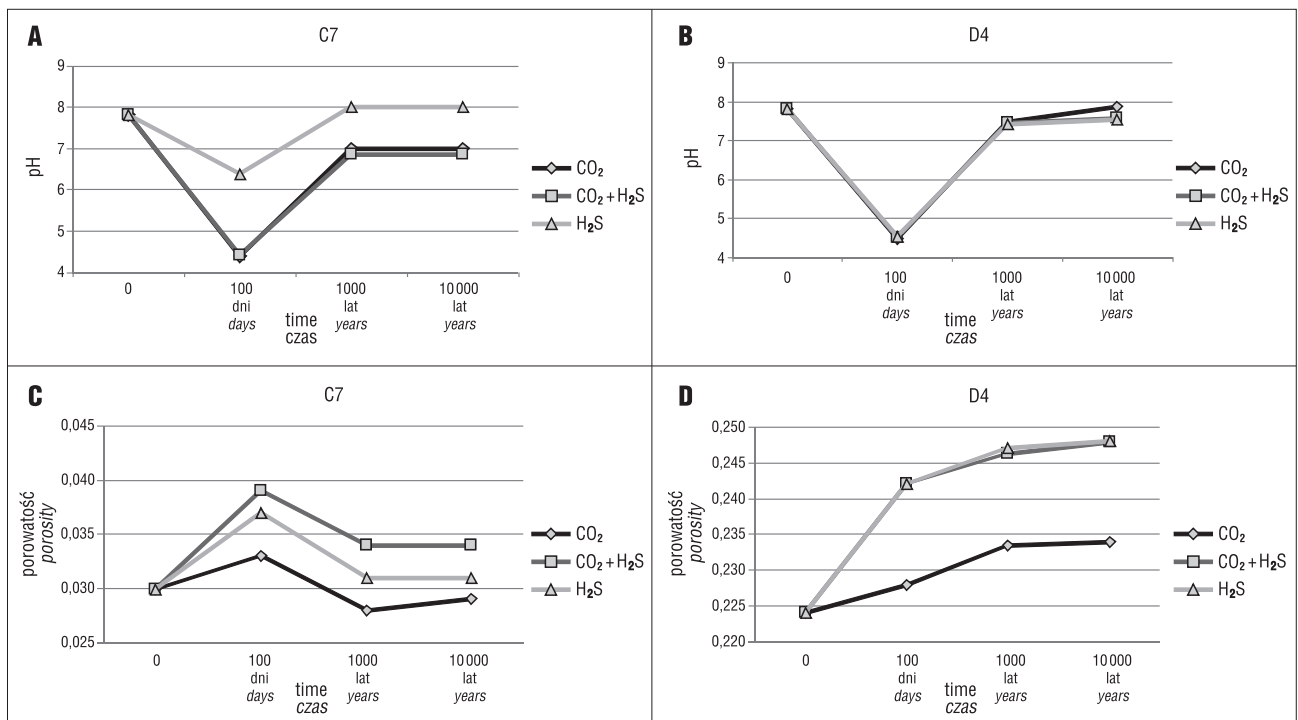 A
C7
9
8
7
6
5
4
pH
0
100
dni
days
1000
lat
years
10 000
lat
years
time
czas
CO₂
CO₂+H₂S
H₂S
B
D4
9
8
7
6
5
4
pH
0
100
dni
days
1000
lat
years
10 000
lat
years
time
czas
CO₂
CO₂+H₂S
H₂S
C
C7
0,045
0,040
0,035
0,030
0,025
porowatość
porosity
0
100
dni
days
1000
lat
years
10 000
lat
years
time
czas
CO₂
CO₂+H₂S
H₂S
D
D4
0,250
0,245
0,240
0,235
0,230
0,225
0,220
porowatość
porosity
0
100
dni
days
1000
lat
years
10 000
lat
years
time
czas
CO₂
CO₂+H₂S
H₂S